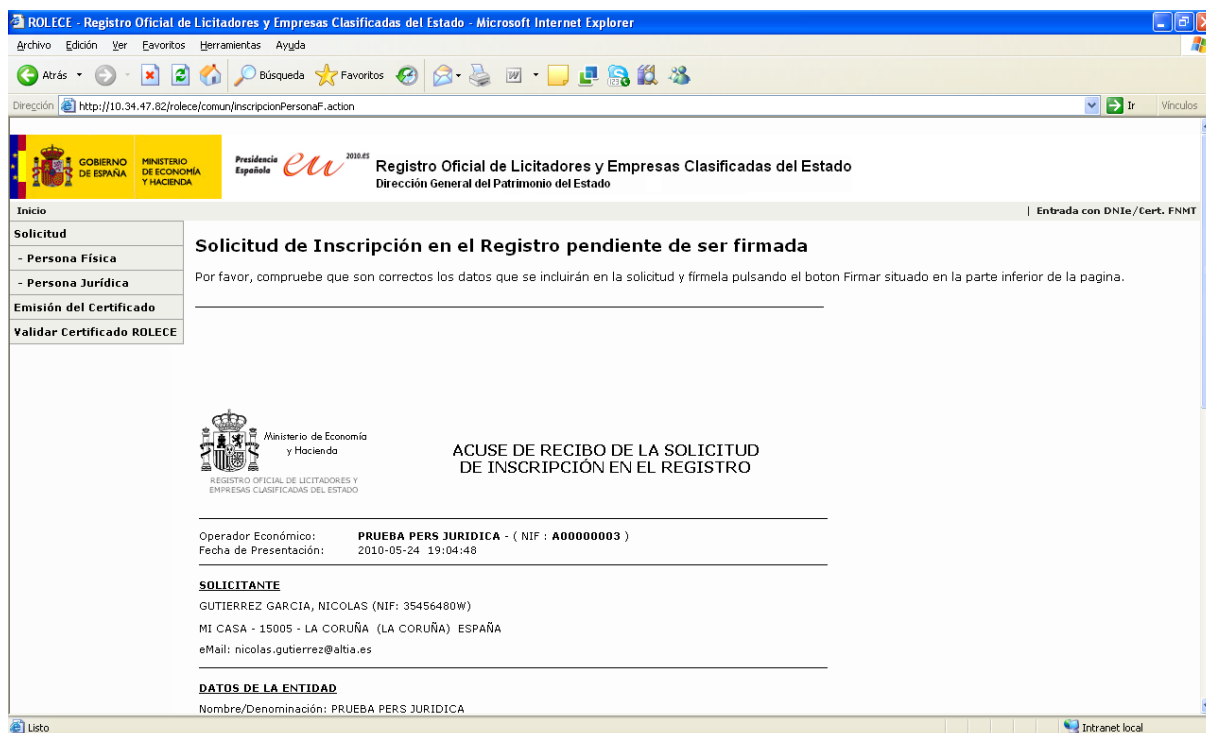 ROLECE - Registro Oficial de Licitadores y Empresas Clasificadas del Estado - Microsoft Internet Explorer
Archivo Edición Ver Favoritos Herramientas Ayuda
Atrás Búsqueda Favoritos
Dirección http://10.34.47.82/rolece/comun/inscripcionPersonaF.action Ir Vínculos
GOBIERNO DE ESPAÑA
MINISTERIO DE ECONOMÍA Y HACIENDA
Presidencia Española eu 2010.es
Registro Oficial de Licitadores y Empresas Clasificadas del Estado
Dirección General del Patrimonio del Estado
Inicio | Entrada con DNIe/Cert. FNMT
Solicitud
- Persona Física
- Persona Jurídica
Emisión del Certificado
Validar Certificado ROLECE
Solicitud de Inscripción en el Registro pendiente de ser firmada
Por favor, compruebe que son correctos los datos que se incluirán en la solicitud y fírmela pulsando el boton Firmar situado en la parte inferior de la pagina.
Ministerio de Economía
y Hacienda
REGISTRO OFICIAL DE LICITADORES Y
EMPRESAS CLASIFICADAS DEL ESTADO
ACUSE DE RECIBO DE LA SOLICITUD
DE INSCRIPCIÓN EN EL REGISTRO
Operador Económico: PRUEBA PERS JURIDICA - ( NIF : A00000003 )
Fecha de Presentación: 2010-05-24 19:04:48
SOLICITANTE
GUTIERREZ GARCIA, NICOLAS (NIF: 35456480W)
MI CASA - 15005 - LA CORUÑA (LA CORUÑA) ESPAÑA
eMail: nicolas.gutierrez@altia.es
DATOS DE LA ENTIDAD
Nombre/Denominación: PRUEBA PERS JURIDICA
Listo Intranet local